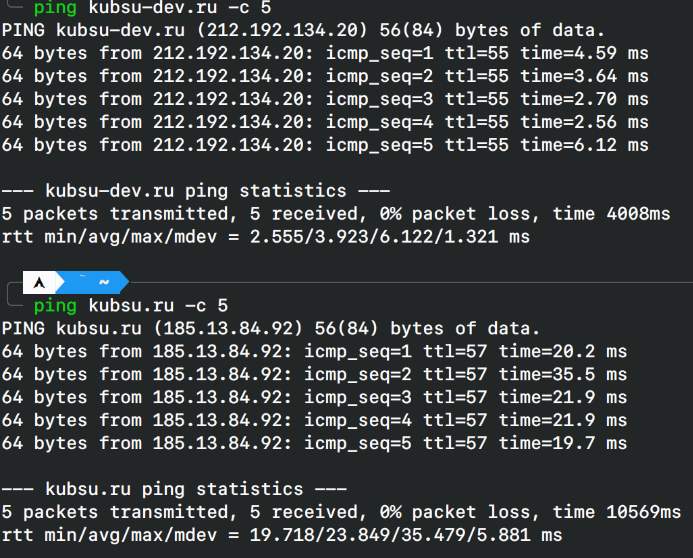 ping kubsu-dev.ru -c 5
PING kubsu-dev.ru (212.192.134.20) 56(84) bytes of data.
64 bytes from 212.192.134.20: icmp_seq=1 ttl=55 time=4.59 ms
64 bytes from 212.192.134.20: icmp_seq=2 ttl=55 time=3.64 ms
64 bytes from 212.192.134.20: icmp_seq=3 ttl=55 time=2.70 ms
64 bytes from 212.192.134.20: icmp_seq=4 ttl=55 time=2.56 ms
64 bytes from 212.192.134.20: icmp_seq=5 ttl=55 time=6.12 ms
--- kubsu-dev.ru ping statistics ---
5 packets transmitted, 5 received, 0% packet loss, time 4008ms
rtt min/avg/max/mdev = 2.555/3.923/6.122/1.321 ms
~
ping kubsu.ru -c 5
PING kubsu.ru (185.13.84.92) 56(84) bytes of data.
64 bytes from 185.13.84.92: icmp_seq=1 ttl=57 time=20.2 ms
64 bytes from 185.13.84.92: icmp_seq=2 ttl=57 time=35.5 ms
64 bytes from 185.13.84.92: icmp_seq=3 ttl=57 time=21.9 ms
64 bytes from 185.13.84.92: icmp_seq=4 ttl=57 time=21.9 ms
64 bytes from 185.13.84.92: icmp_seq=5 ttl=57 time=19.7 ms
--- kubsu.ru ping statistics ---
5 packets transmitted, 5 received, 0% packet loss, time 10569ms
rtt min/avg/max/mdev = 19.718/23.849/35.479/5.881 ms